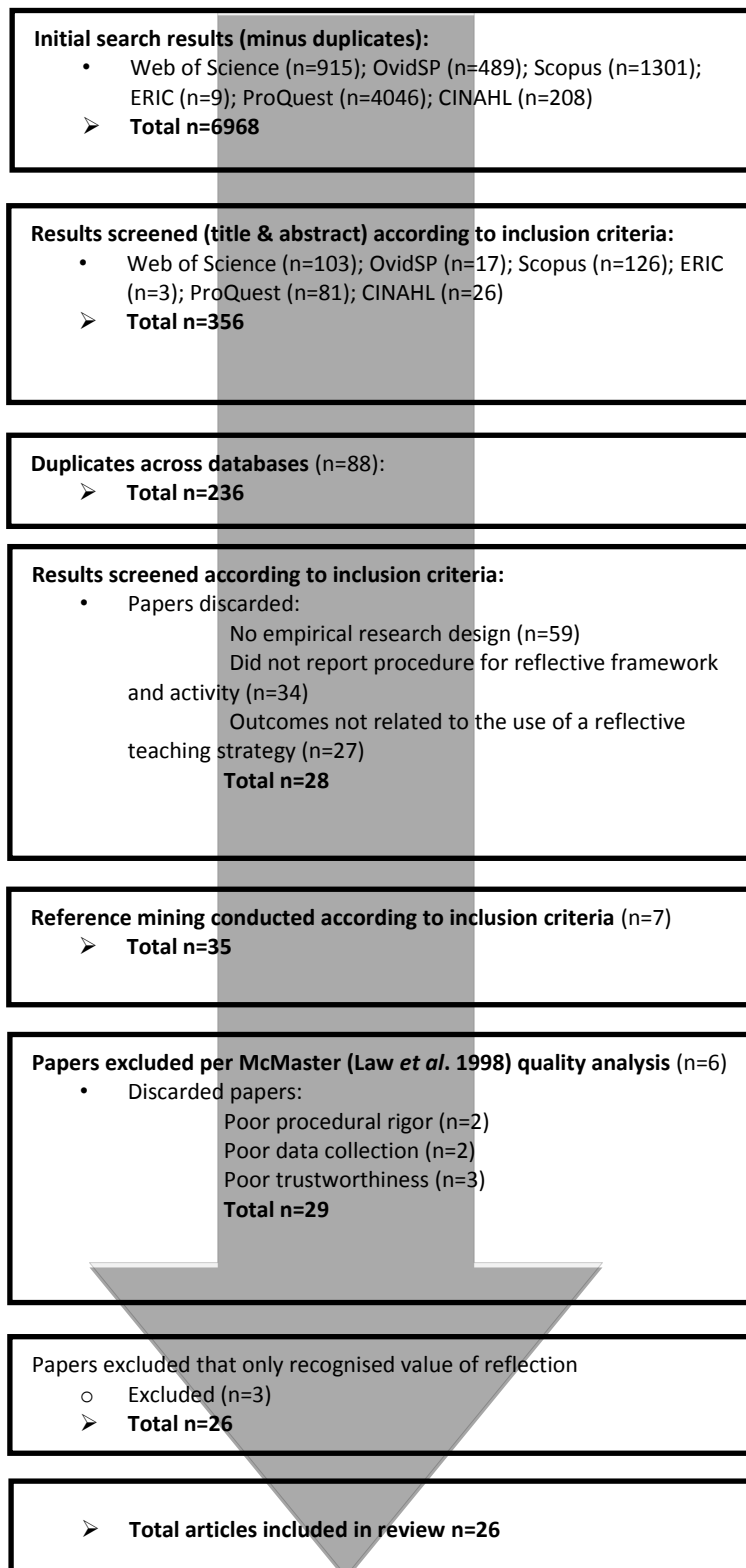 Initial search results (minus duplicates):
• Web of Science (n=915); OvidSP (n=489); Scopus (n=1301);
ERIC (n=9); ProQuest (n=4046); CINAHL (n=208)
➢ Total n=6968
Results screened (title & abstract) according to inclusion criteria:
• Web of Science (n=103); OvidSP (n=17); Scopus (n=126); ERIC
(n=3); ProQuest (n=81); CINAHL (n=26)
➢ Total n=356
Duplicates across databases (n=88):
➢ Total n=236
Results screened according to inclusion criteria:
• Papers discarded:
No empirical research design (n=59)
Did not report procedure for reflective framework
and activity (n=34)
Outcomes not related to the use of a reflective
teaching strategy (n=27)
Total n=28
Reference mining conducted according to inclusion criteria (n=7)
➢ Total n=35
Papers excluded per McMaster (Law et al. 1998) quality analysis (n=6)
• Discarded papers:
Poor procedural rigor (n=2)
Poor data collection (n=2)
Poor trustworthiness (n=3)
Total n=29
Papers excluded that only recognised value of reflection
○ Excluded (n=3)
➢ Total n=26
➢ Total articles included in review n=26